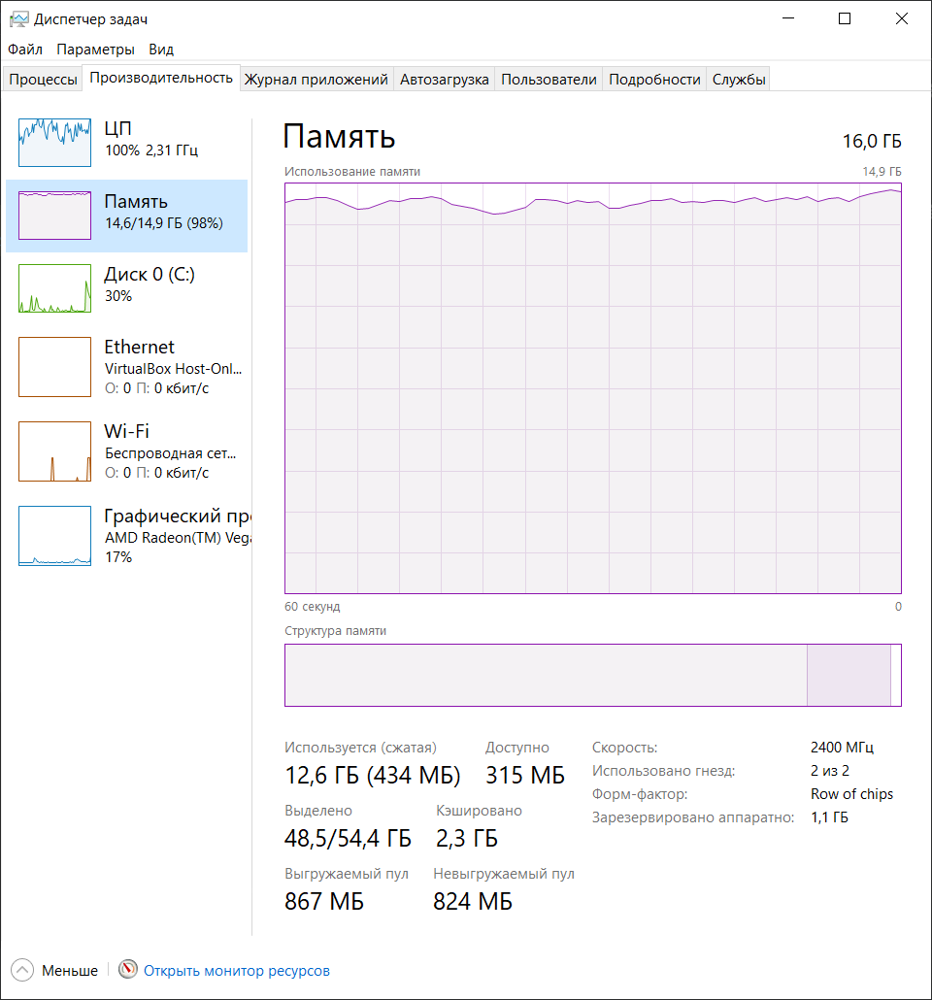 Диспетчер задач
Файл Параметры Вид
Процессы Производительность Журнал приложений Автозагрузка Пользователи Подробности Службы
ЦП
100% 2,31 ГГц
Память
14,6/14,9 ГБ (98%)
Диск 0 (C:)
30%
Ethernet
VirtualBox Host-Onl...
О: 0 П: 0 кбит/с
Wi-Fi
Беспроводная сет...
О: 0 П: 0 кбит/с
Графический про
AMD Radeon(TM) Vega
17%
Память 16,0 ГБ
Использование памяти 14,9 ГБ
60 секунд 0
Структура памяти
Используется (сжатая) Доступно
12,6 ГБ (434 МБ) 315 МБ
Выделено Кэшировано
48,5/54,4 ГБ 2,3 ГБ
Выгружаемый пул Невыгружаемый пул
867 МБ 824 МБ
Скорость: 2400 МГц
Использовано гнезд: 2 из 2
Форм-фактор: Row of chips
Зарезервировано аппаратно: 1,1 ГБ
Меньше Открыть монитор ресурсов